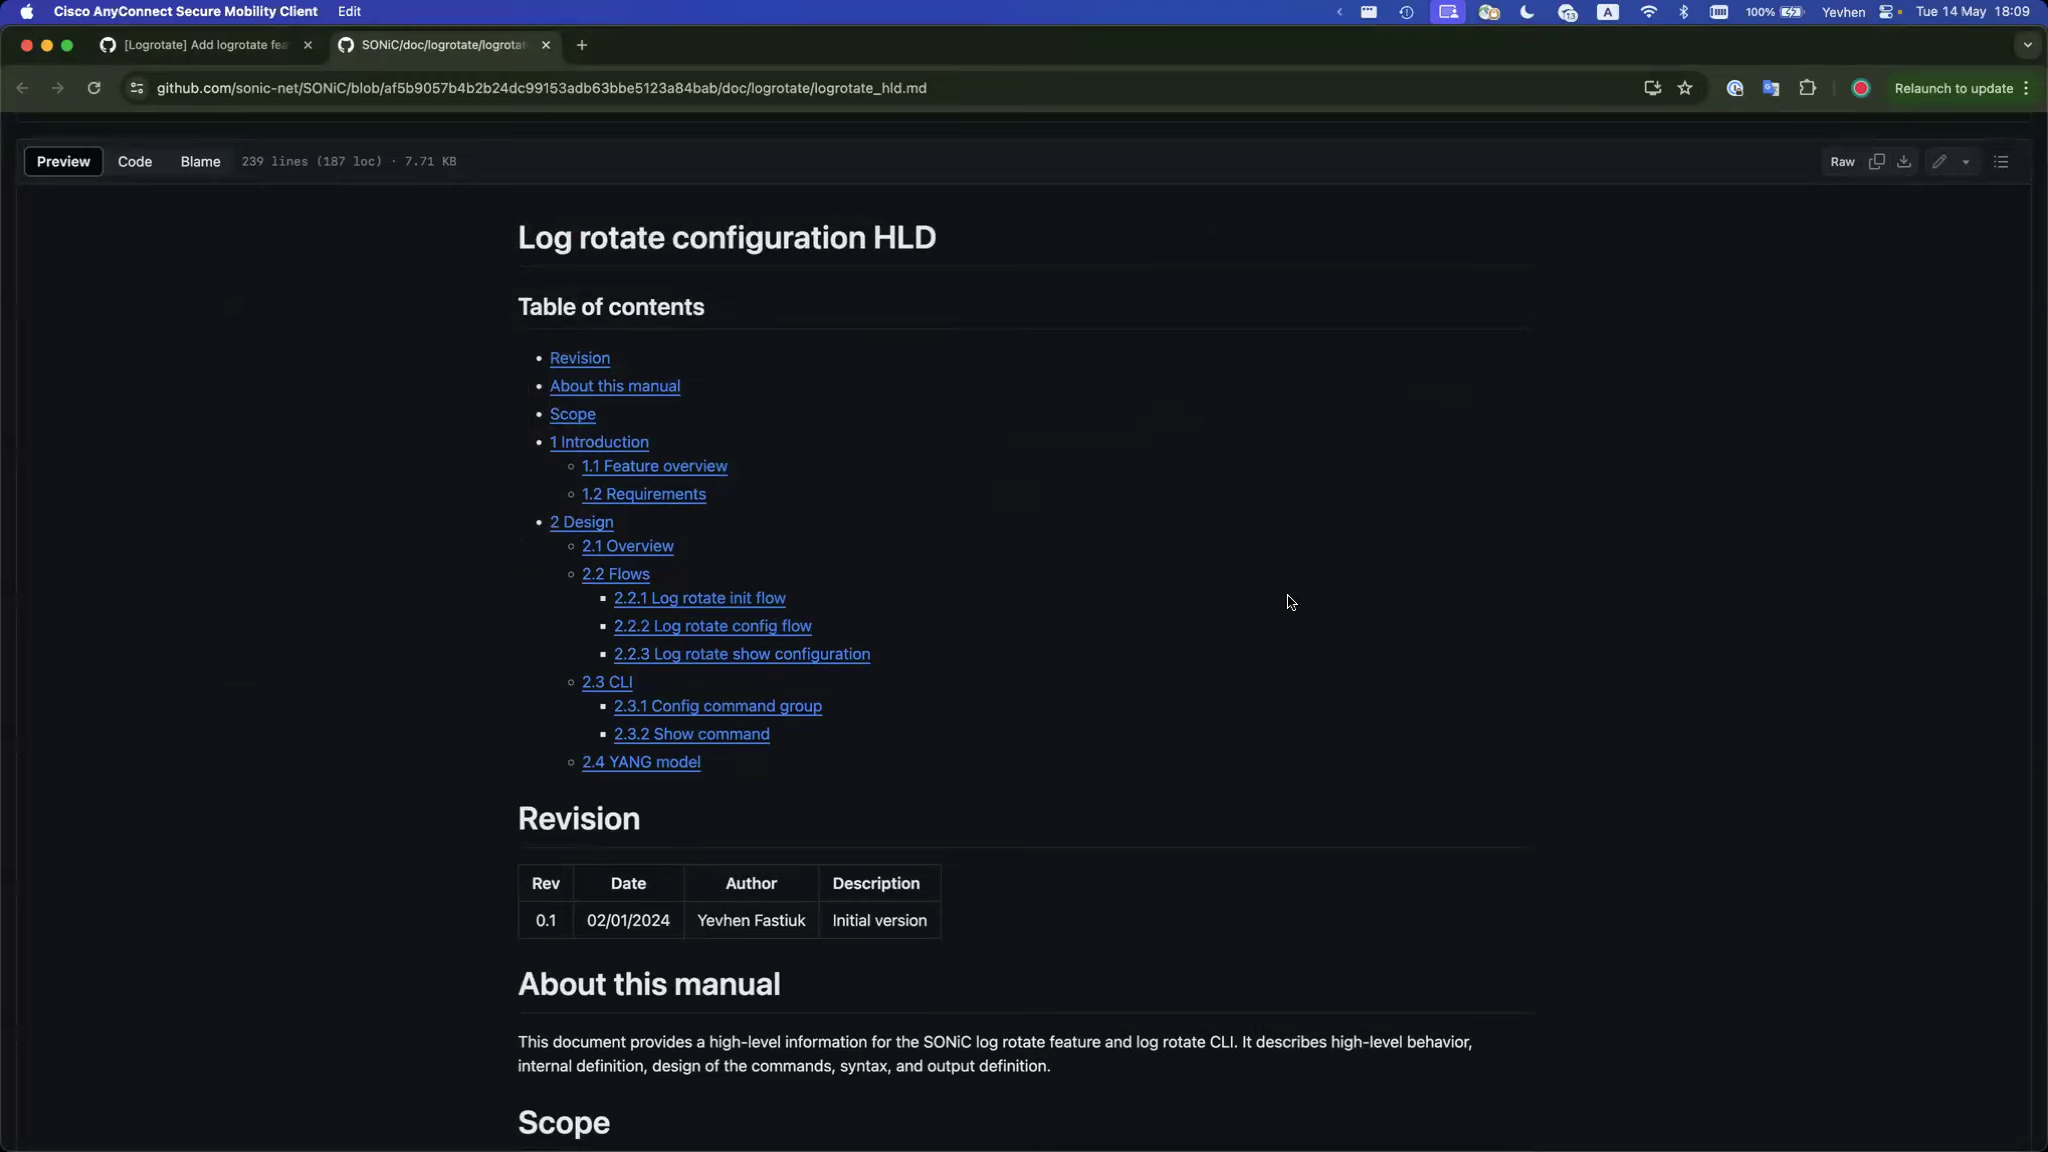 Cisco AnyConnect Secure Mobility Client Edit
13 A 100% Yevhen Tue 14 May 18:09
[Logrotate] Add logrotate fea
SONiC/doc/logrotate/logrotat
github.com/sonic-net/SONiC/blob/af5b9057b4b2b24dc99153adb63bbe5123a84bab/doc/logrotate/logrotate_hld.md
Relaunch to update
Preview Code Blame 239 lines (187 loc) · 7.71 KB Raw
Log rotate configuration HLD
Table of contents
• Revision
• About this manual
• Scope
• 1 Introduction
◦ 1.1 Feature overview
◦ 1.2 Requirements
• 2 Design
◦ 2.1 Overview
◦ 2.2 Flows
▪ 2.2.1 Log rotate init flow
▪ 2.2.2 Log rotate config flow
▪ 2.2.3 Log rotate show configuration
◦ 2.3 CLI
▪ 2.3.1 Config command group
▪ 2.3.2 Show command
◦ 2.4 YANG model
Revision
Rev Date Author Description
0.1 02/01/2024 Yevhen Fastiuk Initial version
About this manual
This document provides a high-level information for the SONiC log rotate feature and log rotate CLI. It describes high-level behavior,
internal definition, design of the commands, syntax, and output definition.
Scope